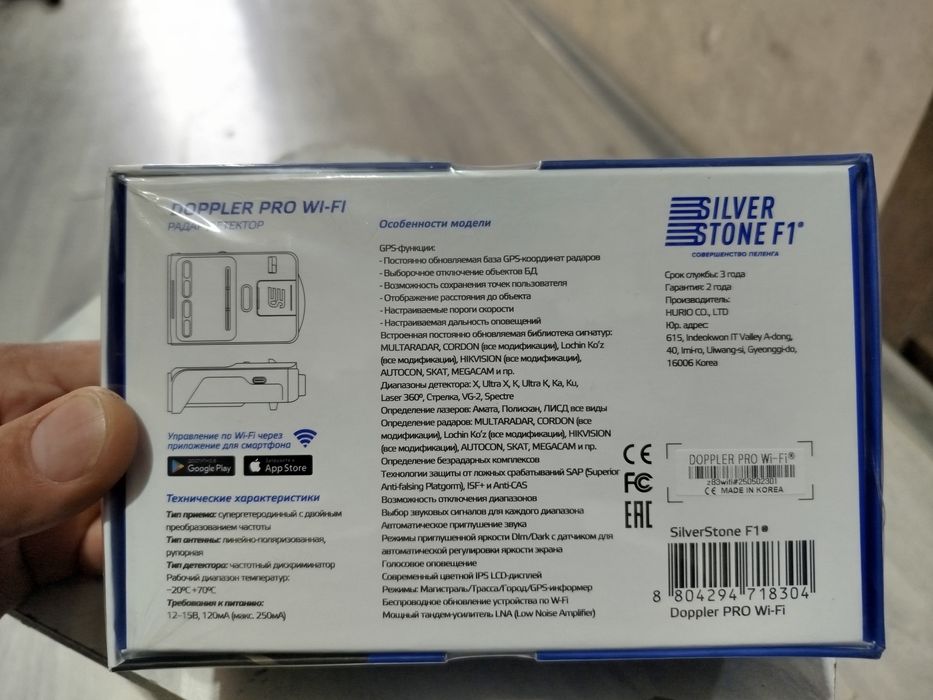 DOPPLER PRO WI-FI
РАДАР-ДЕТЕКТОР
Управление по Wi-Fi через
приложение для смартфона
ДОСТУПНО В
Google Play
Загрузите в
App Store
Технические характеристики
Тип приема: супергетеродинный с двойным
преобразованием частоты
Тип антенны: линейно-поляризованная,
рупорная
Тип детектора: частотный дискриминатор
Рабочий диапазон температур:
–20°C +70°C
Требования к питанию:
12–15В, 120мА (макс. 250мА)
Особенности модели
GPS-функции:
- Постоянно обновляемая база GPS-координат радаров
- Выборочное отключение объектов БД
- Возможность сохранения точек пользователя
- Отображение расстояния до объекта
- Настраиваемые пороги скорости
- Настраиваемая дальность оповещений
Встроенная постоянно обновляемая библиотека сигнатур:
MULTARADAR, CORDON (все модификации), Lochin Ko'z
(все модификации), HIKVISION (все модификации),
AUTOCON, SKAT, MEGACAM и пр.
Диапазоны детектора: X, Ultra X, K, Ultra K, Ka, Ku,
Laser 360º, Стрелка, VG-2, Spectre
Определение лазеров: Амата, Полискан, ЛИСД все виды
Определение радаров: MULTARADAR, CORDON (все
модификации), Lochin Ko'z (все модификации), HIKVISION
(все модификации), AUTOCON, SKAT, MEGACAM и пр.
Определение безрадарных комплексов
Технологии защиты от ложных срабатываний SAP (Superior
Anti-falsing Platgorm), ISF+ и Anti-CAS
Возможность отключения диапазонов
Выбор звуковых сигналов для каждого диапазона
Автоматическое приглушение звука
Режимы приглушенной яркости Dim/Dark с датчиком для
автоматической регулировки яркости экрана
Голосовое оповещение
Современный цветной IPS LCD-дисплей
Режимы: Магистраль/Трасса/Город/GPS-информер
Беспроводное обновление устройства по Wi-Fi
Мощный тандем-усилитель LNA (Low Noise Amplifier)
SILVER
STONE F1®
СОВЕРШЕНСТВО ПЕЛЕНГА
Срок службы: 3 года
Гарантия: 2 года
Производитель:
HURIO CO., LTD
Юр. адрес:
615, Indeokwon IT Valley A-dong,
40, Imi-ro, Uiwang-si, Gyeonggi-do,
16006 Korea
CE
FC
EAC
DOPPLER PRO Wi-Fi®
z83wifi#250502301
CE MADE IN KOREA
SilverStone F1®
8 804294 718304
Doppler PRO Wi-Fi